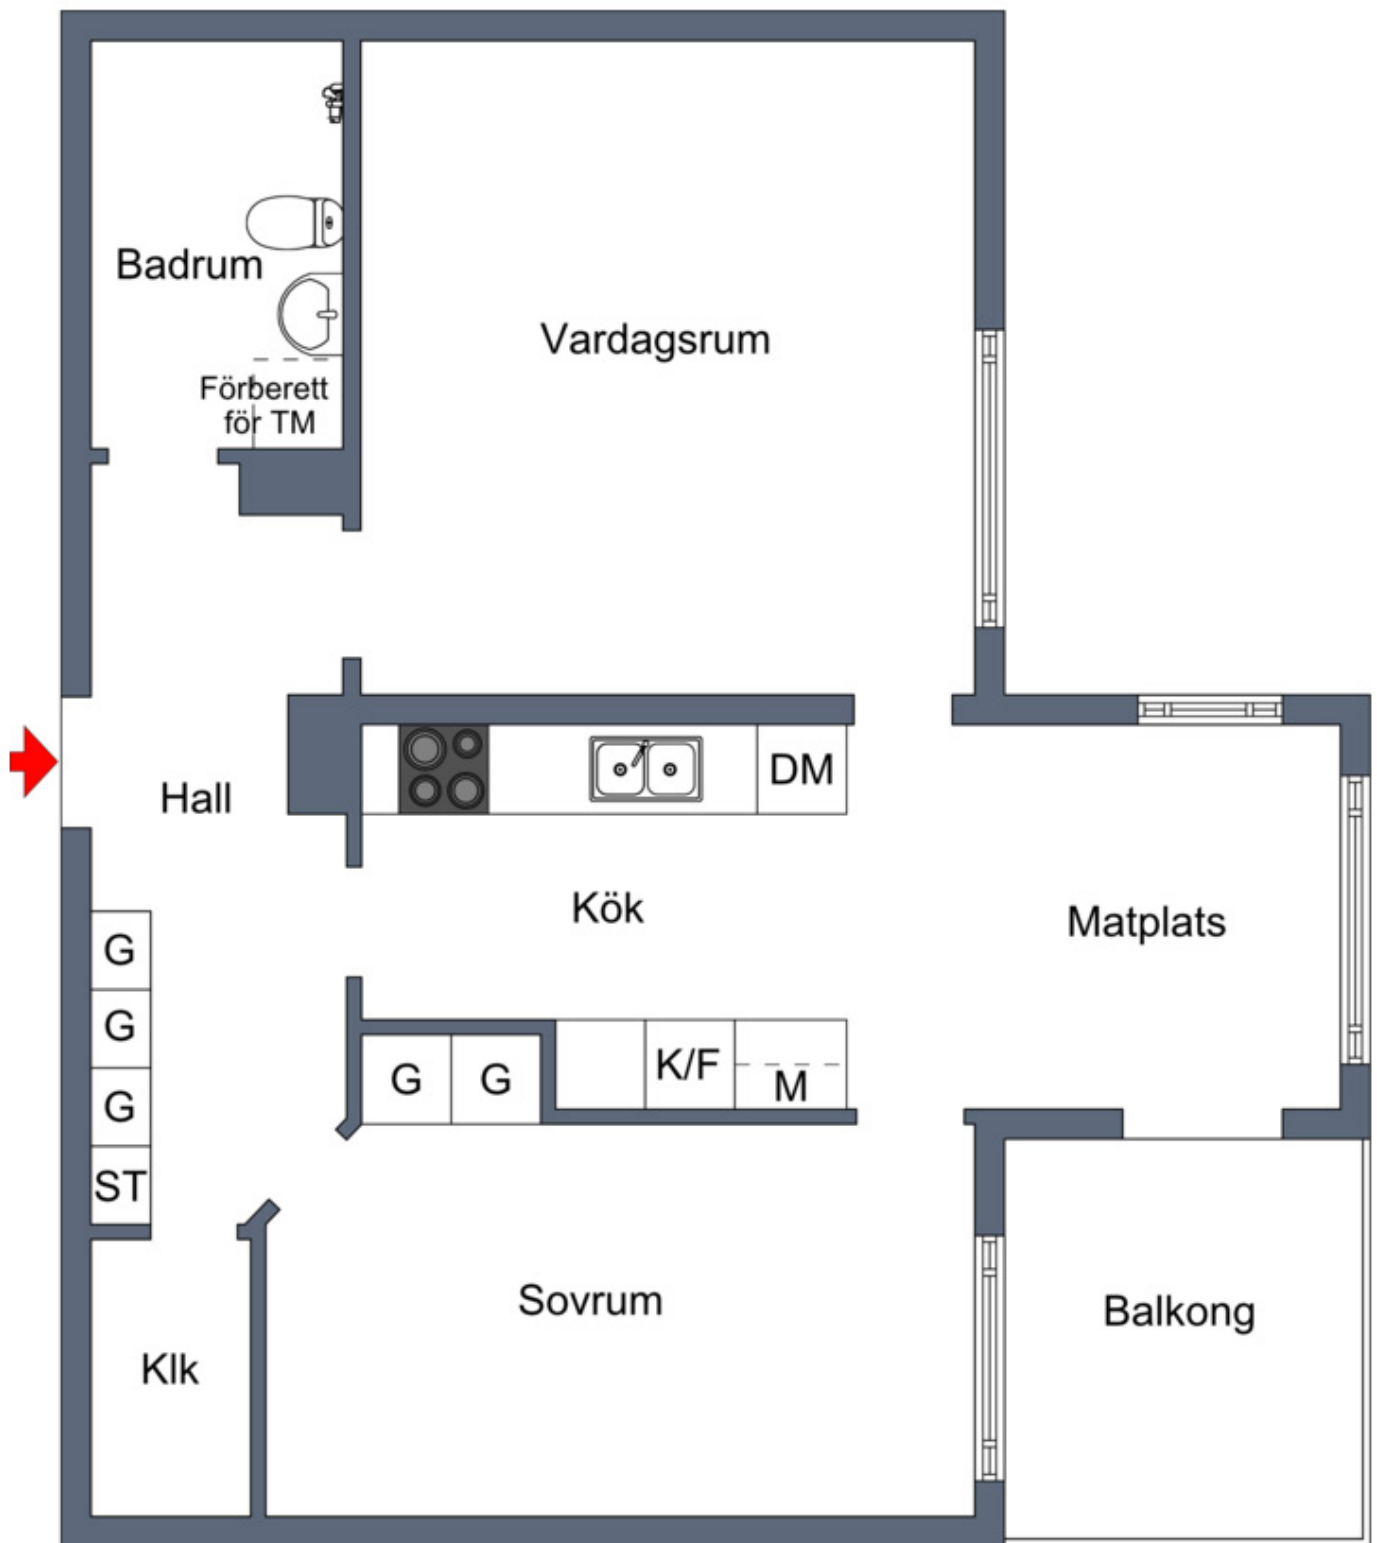 Badrum
Förberett
för TM
Vardagsrum
Hall
DM
Kök
Matplats
G
G
G
ST
G
G
K/F
M
Sovrum
Balkong
Klk